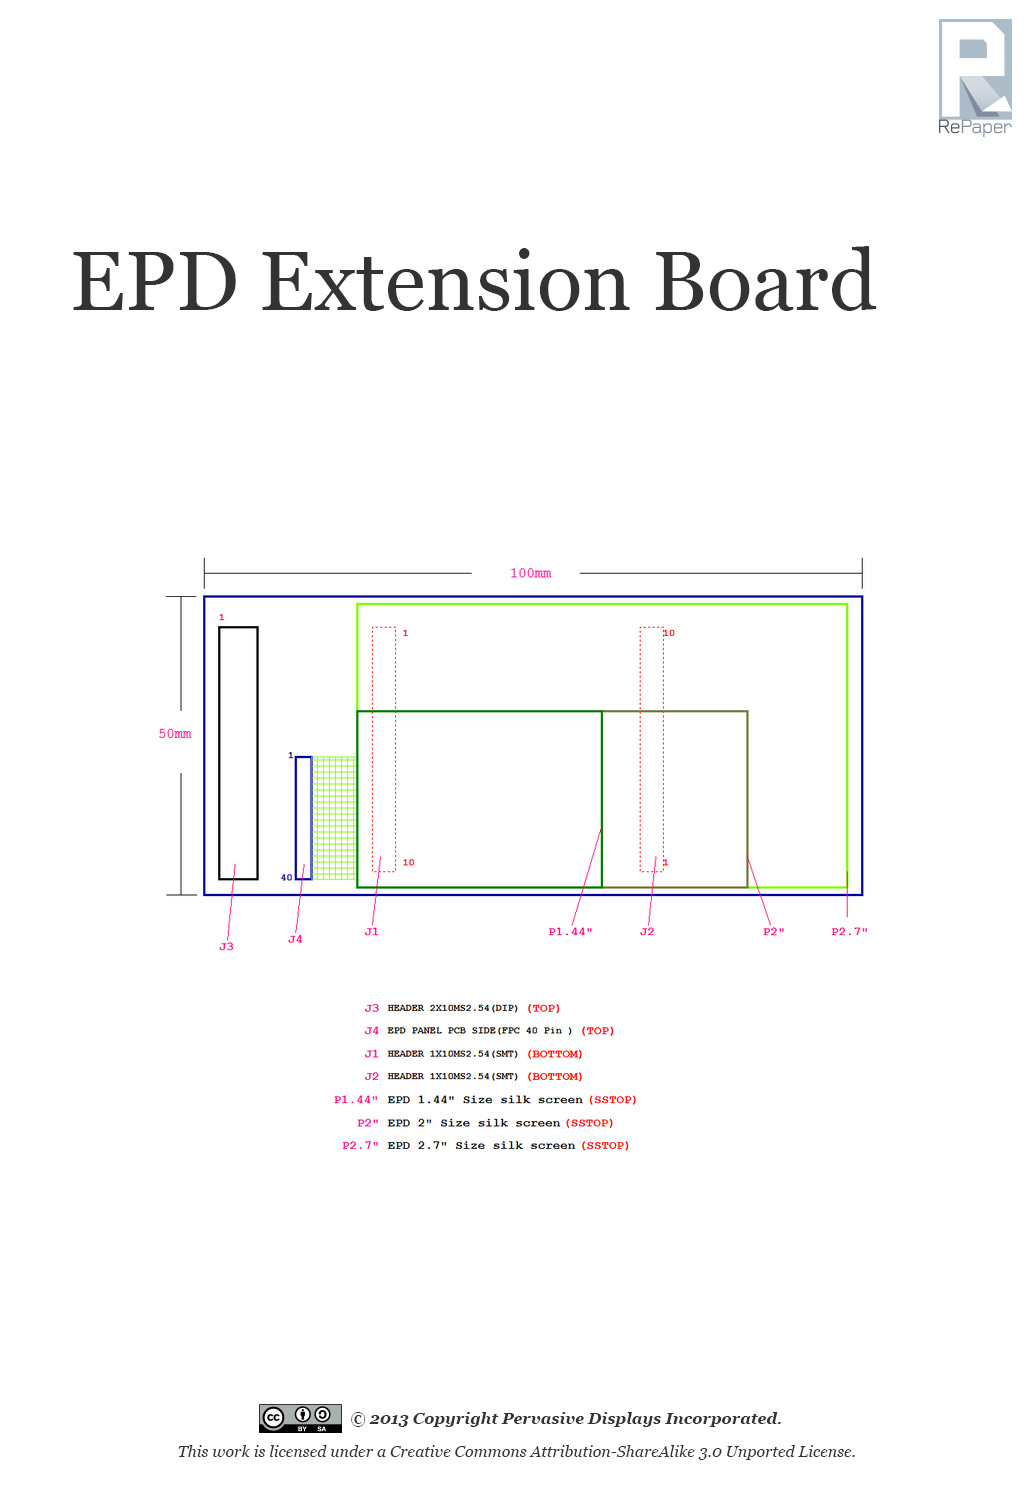 RePaper
EPD Extension Board
100mm
1
1
10
50mm
1
40
10
1
J3
J4
J1
P1.44"
J2
P2"
P2.7"
J3 HEADER 2X10MS2.54(DIP) (TOP)
J4 EPD PANEL PCB SIDE(FPC 40 Pin ) (TOP)
J1 HEADER 1X10MS2.54(SMT) (BOTTOM)
J2 HEADER 1X10MS2.54(SMT) (BOTTOM)
P1.44" EPD 1.44" Size silk screen (SSTOP)
P2" EPD 2" Size silk screen (SSTOP)
P2.7" EPD 2.7" Size silk screen (SSTOP)
cc BY SA © 2013 Copyright Pervasive Displays Incorporated.
This work is licensed under a Creative Commons Attribution-ShareAlike 3.0 Unported License.